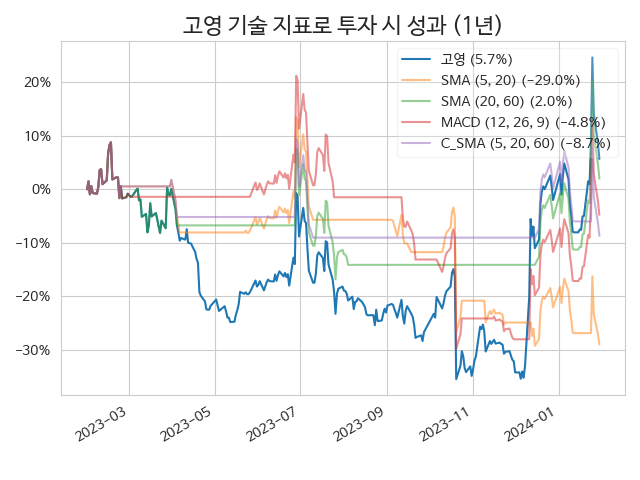 고영 기술 지표로 투자 시 성과 (1년)
고영 (5.7%)
SMA (5, 20) (−29.0%)
SMA (20, 60) (2.0%)
MACD (12, 26, 9) (−4.8%)
C_SMA (5, 20, 60) (−8.7%)
20%
10%
0%
−10%
−20%
−30%
2023−03
2023−05
2023−07
2023−09
2023−11
2024−01